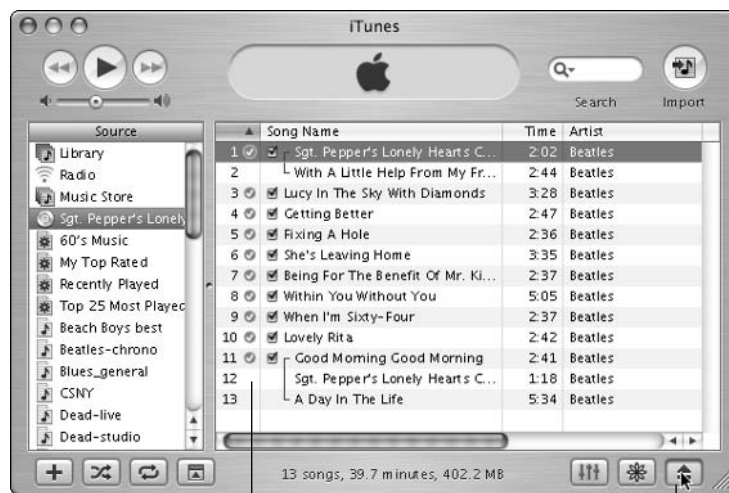 iTunes
Search
Import
Source
Library
Radio
Music Store
Sgt. Pepper's Lonely
60's Music
My Top Rated
Recently Played
Top 25 Most Played
Beach Boys best
Beatles-chrono
Blues_general
CSNY
Dead-live
Dead-studio
Song Name Time Artist
1 Sgt. Pepper's Lonely Hearts C... 2:02 Beatles
2 With A Little Help From My Fr... 2:44 Beatles
3 Lucy In The Sky With Diamonds 3:28 Beatles
4 Getting Better 2:47 Beatles
5 Fixing A Hole 2:36 Beatles
6 She's Leaving Home 3:35 Beatles
7 Being For The Benefit Of Mr. Ki... 2:37 Beatles
8 Within You Without You 5:05 Beatles
9 When I'm Sixty-Four 2:37 Beatles
10 Lovely Rita 2:42 Beatles
11 Good Morning Good Morning 2:41 Beatles
12 Sgt. Pepper's Lonely Hearts C... 1:18 Beatles
13 A Day In The Life 5:34 Beatles
13 songs, 39.7 minutes, 402.2 MB